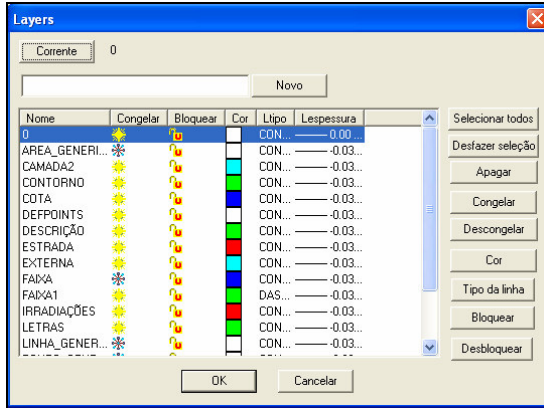 Layers
Corrente 0
Novo
Nome Congelar Bloquear Cor Ltipo Lespessura
0 CON... 0.00 ...
AREA_GENERI... CON... -0.03...
CAMADA2 CON... -0.03...
CONTORNO CON... -0.03...
COTA CON... -0.03...
DEFPOINTS CON... -0.03...
DESCRIÇÃO CON... -0.03...
ESTRADA CON... -0.03...
EXTERNA CON... -0.03...
FAIXA CON... -0.03...
FAIXA1 DAS... -0.03...
IRRADIAÇÕES CON... -0.03...
LETRAS CON... -0.03...
LINHA_GENER... CON... -0.03...
Selecionar todos
Desfazer seleção
Apagar
Congelar
Descongelar
Cor
Tipo da linha
Bloquear
Desbloquear
OK Cancelar